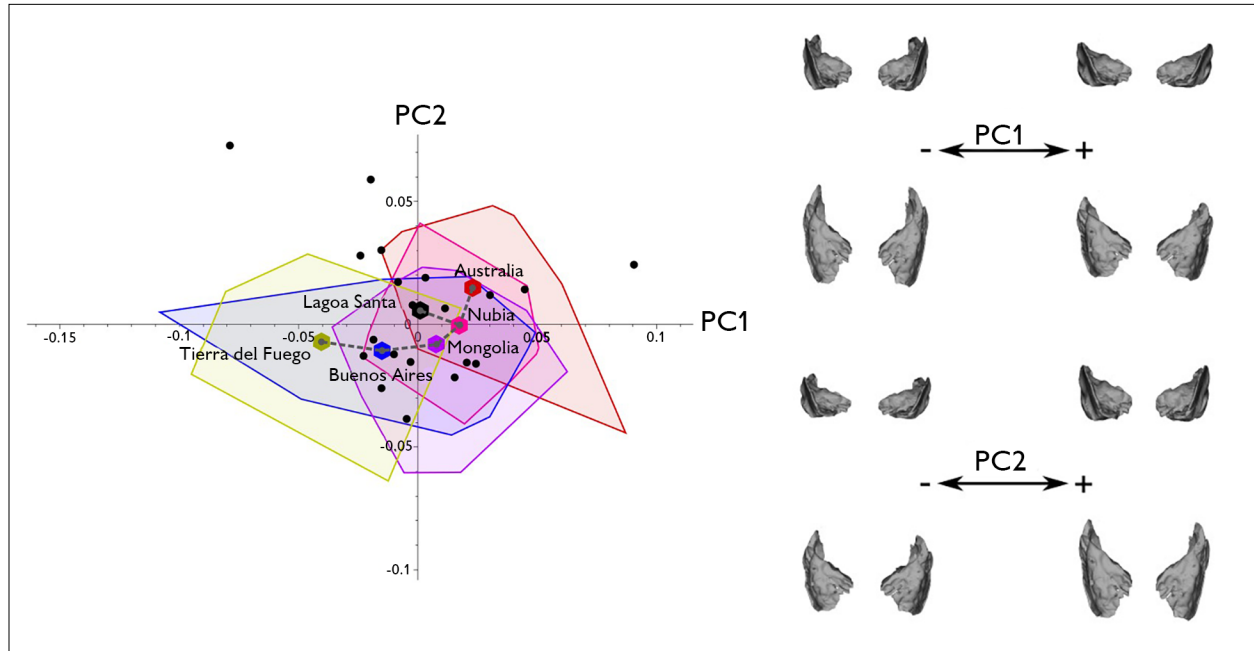 PC2
0.05
Australia
Lagoa Santa
Nubia
-0.15
-0.1
-0.05
0
0.05
0.1
PC1
Tierra del Fuego
Mongolia
Buenos Aires
-0.05
-0.1
PC1
- +
PC2
- +